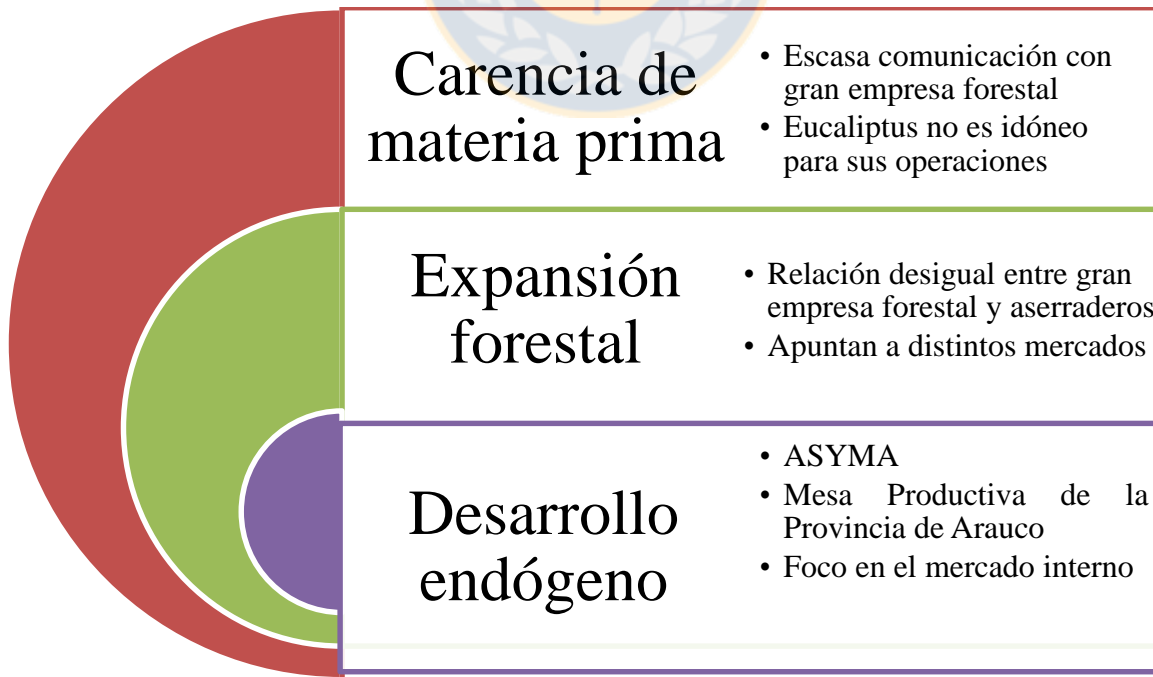 Carencia de
materia prima
• Escasa comunicación con
gran empresa forestal
• Eucaliptus no es idóneo
para sus operaciones
Expansión
forestal
• Relación desigual entre gran
empresa forestal y aserraderos
• Apuntan a distintos mercados
Desarrollo
endógeno
• ASYMA
• Mesa Productiva de la
Provincia de Arauco
• Foco en el mercado interno